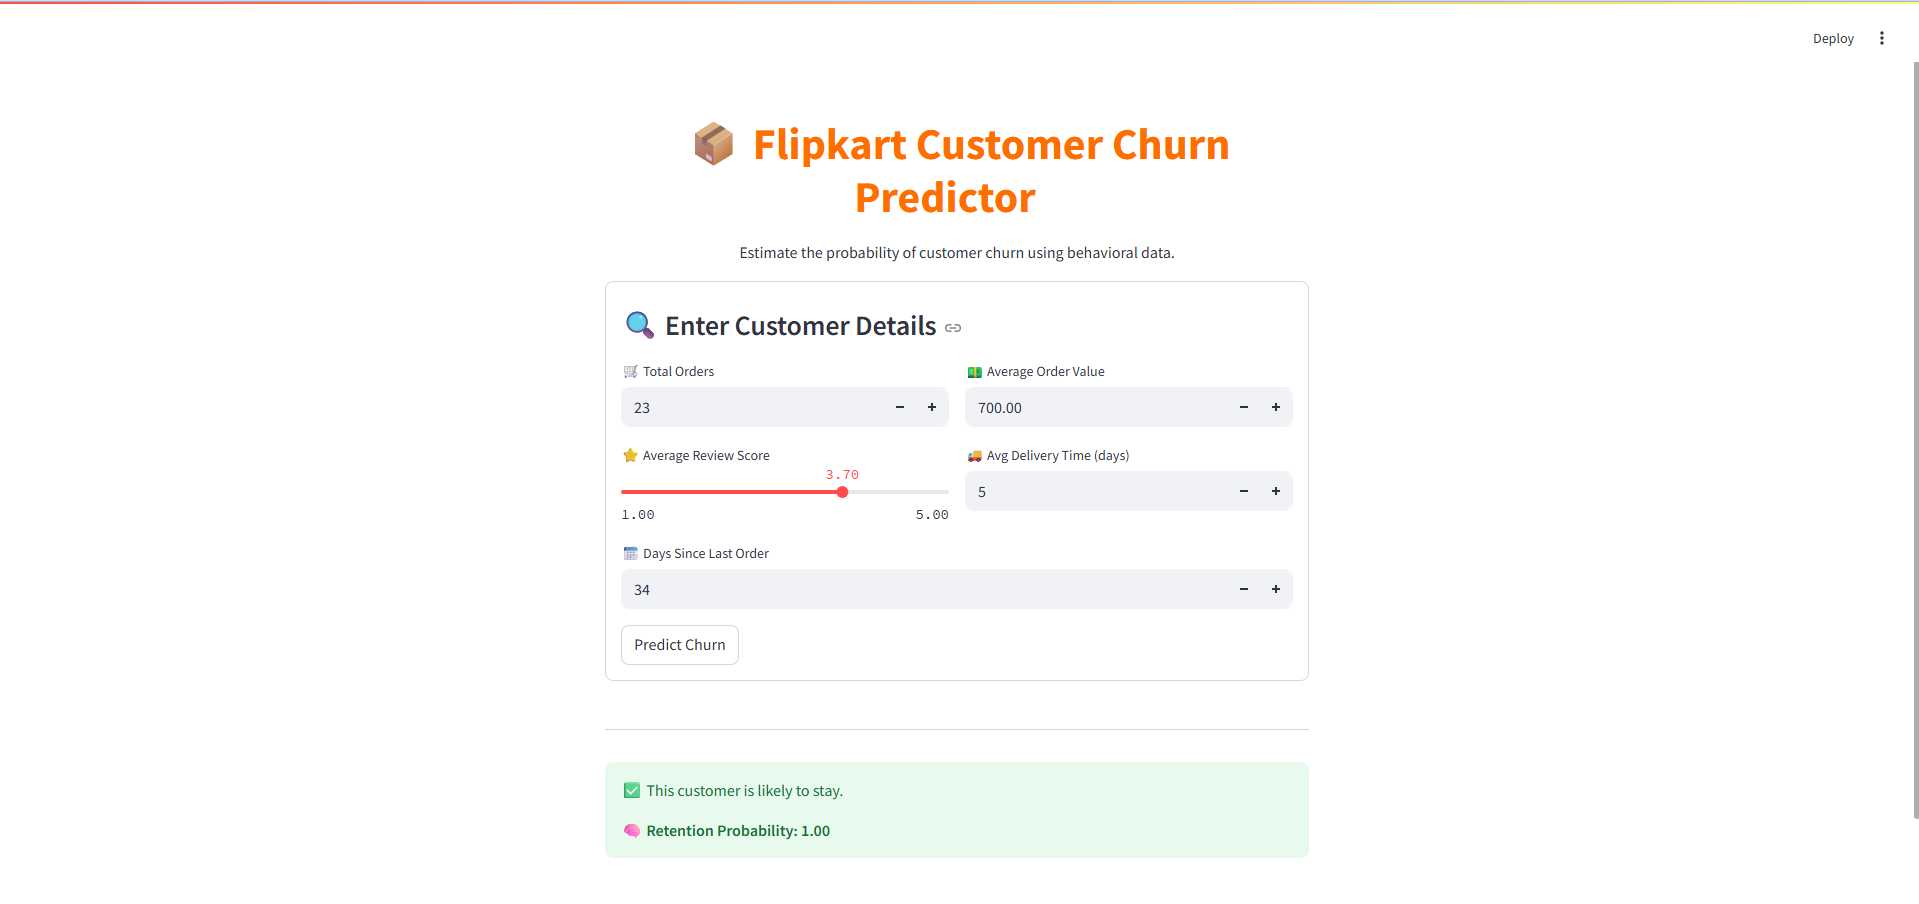 Deploy
📦 Flipkart Customer Churn
Predictor
Estimate the probability of customer churn using behavioral data.
🔍 Enter Customer Details
🛒 Total Orders
23
💵 Average Order Value
700.00
⭐ Average Review Score
3.70
1.00 5.00
🚚 Avg Delivery Time (days)
5
📅 Days Since Last Order
34
Predict Churn
✅ This customer is likely to stay.
🧠 Retention Probability: 1.00